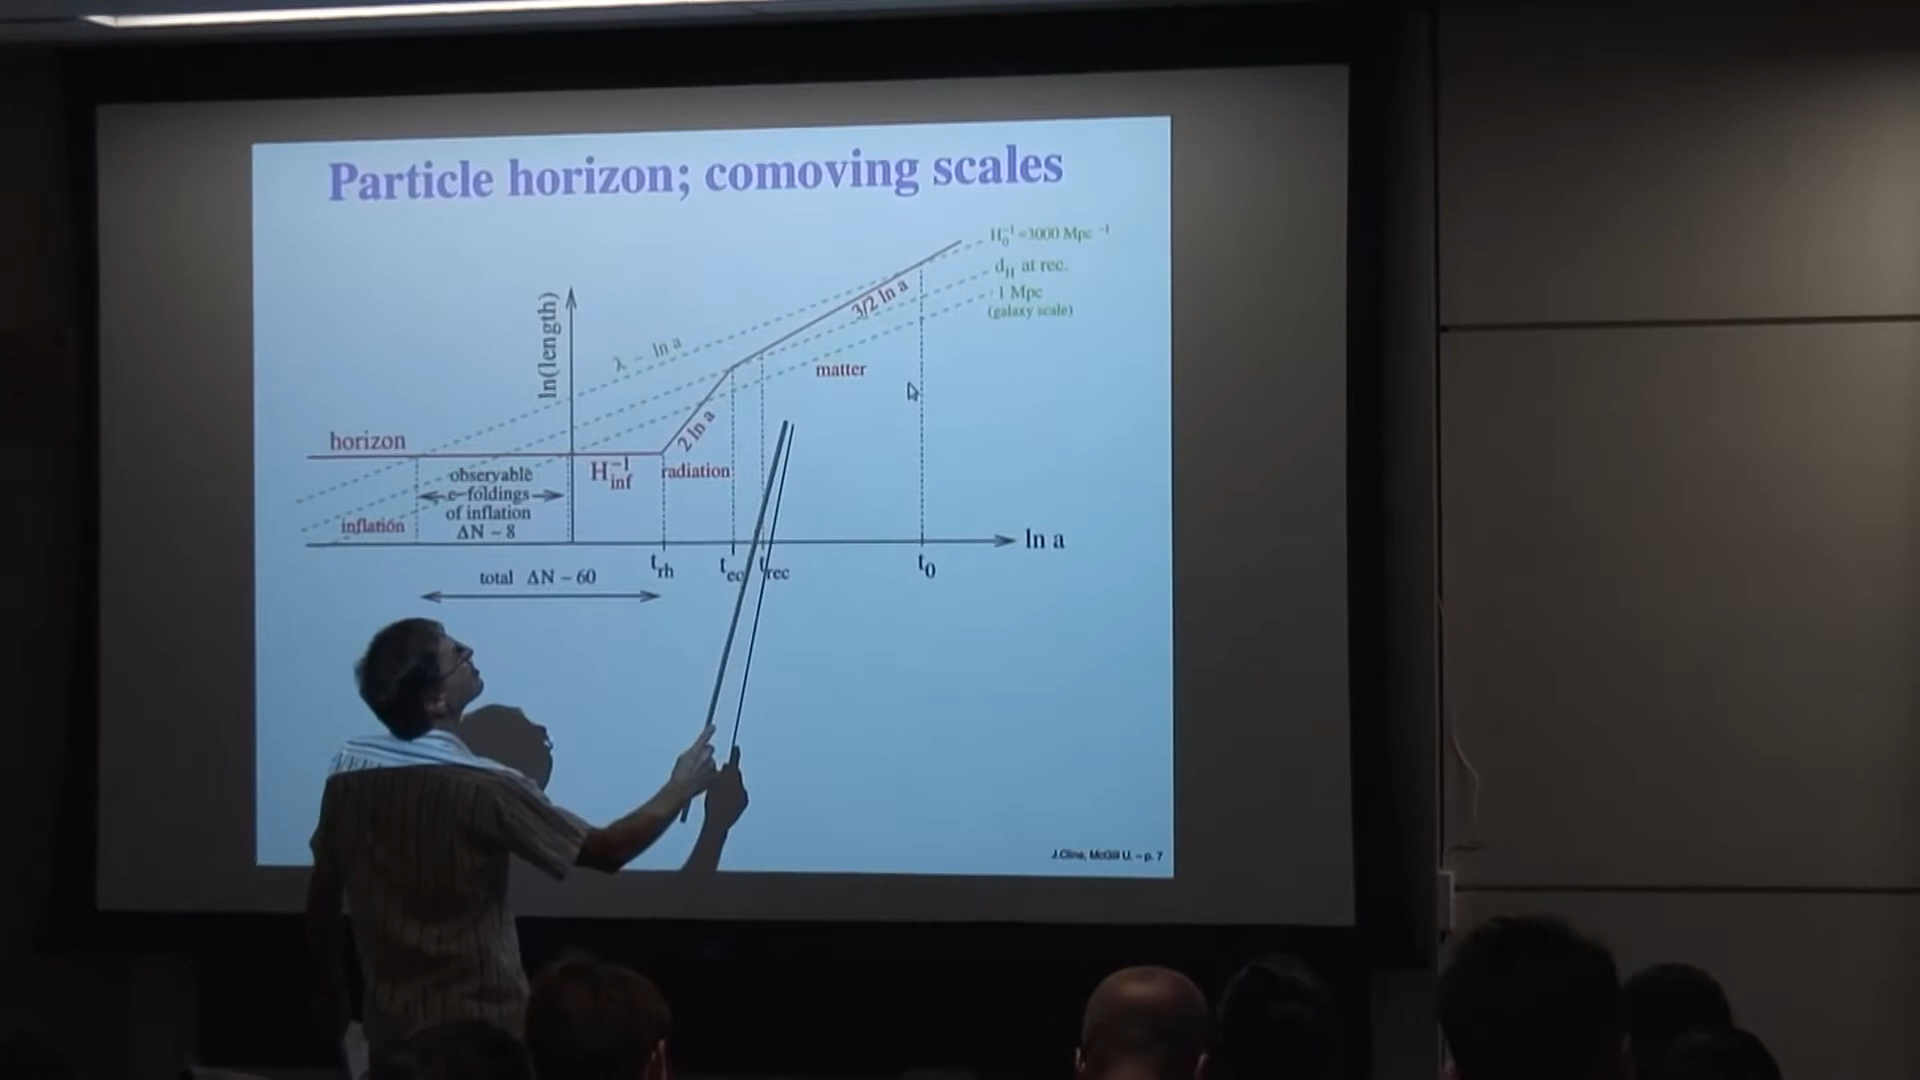 Particle horizon; comoving scales
H₀⁻¹ ~3000 Mpc⁻¹
d_H at rec.
1 Mpc
(galaxy scale)
ln(length)
λ ~ ln a
3/2 ln a
matter
horizon
2 ln a
H⁻¹inf
radiation
observable
e-foldings
of inflation
ΔN ~ 8
inflation
ln a
t_rh
t_eq
t_rec
t₀
total ΔN ~ 60
J.Cline, McGill U. – p. 7